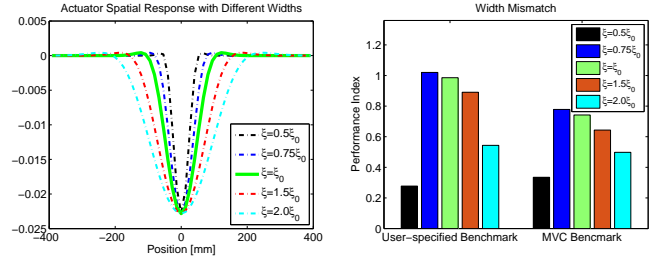 Actuator Spatial Response with Different Widths
0.005
0
−0.005
−0.01
−0.015
−0.02
−0.025
−400
−200
0
200
400
Position [mm]
ξ=0.5ξ0
ξ=0.75ξ0
ξ=ξ0
ξ=1.5ξ0
ξ=2.0ξ0
Width Mismatch
Performance Index
1.2
1
0.8
0.6
0.4
0.2
0
User−specified Benchmark
MVC Bencmark
ξ=0.5ξ0
ξ=0.75ξ0
ξ=ξ0
ξ=1.5ξ0
ξ=2.0ξ0